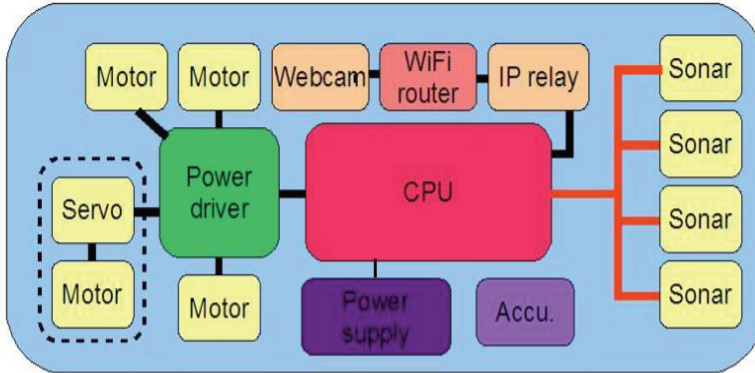 Motor
Motor
Webcam
WiFi
router
IP relay
Sonar
Sonar
Servo
Power
driver
CPU
Sonar
Motor
Motor
Power
supply
Accu.
Sonar